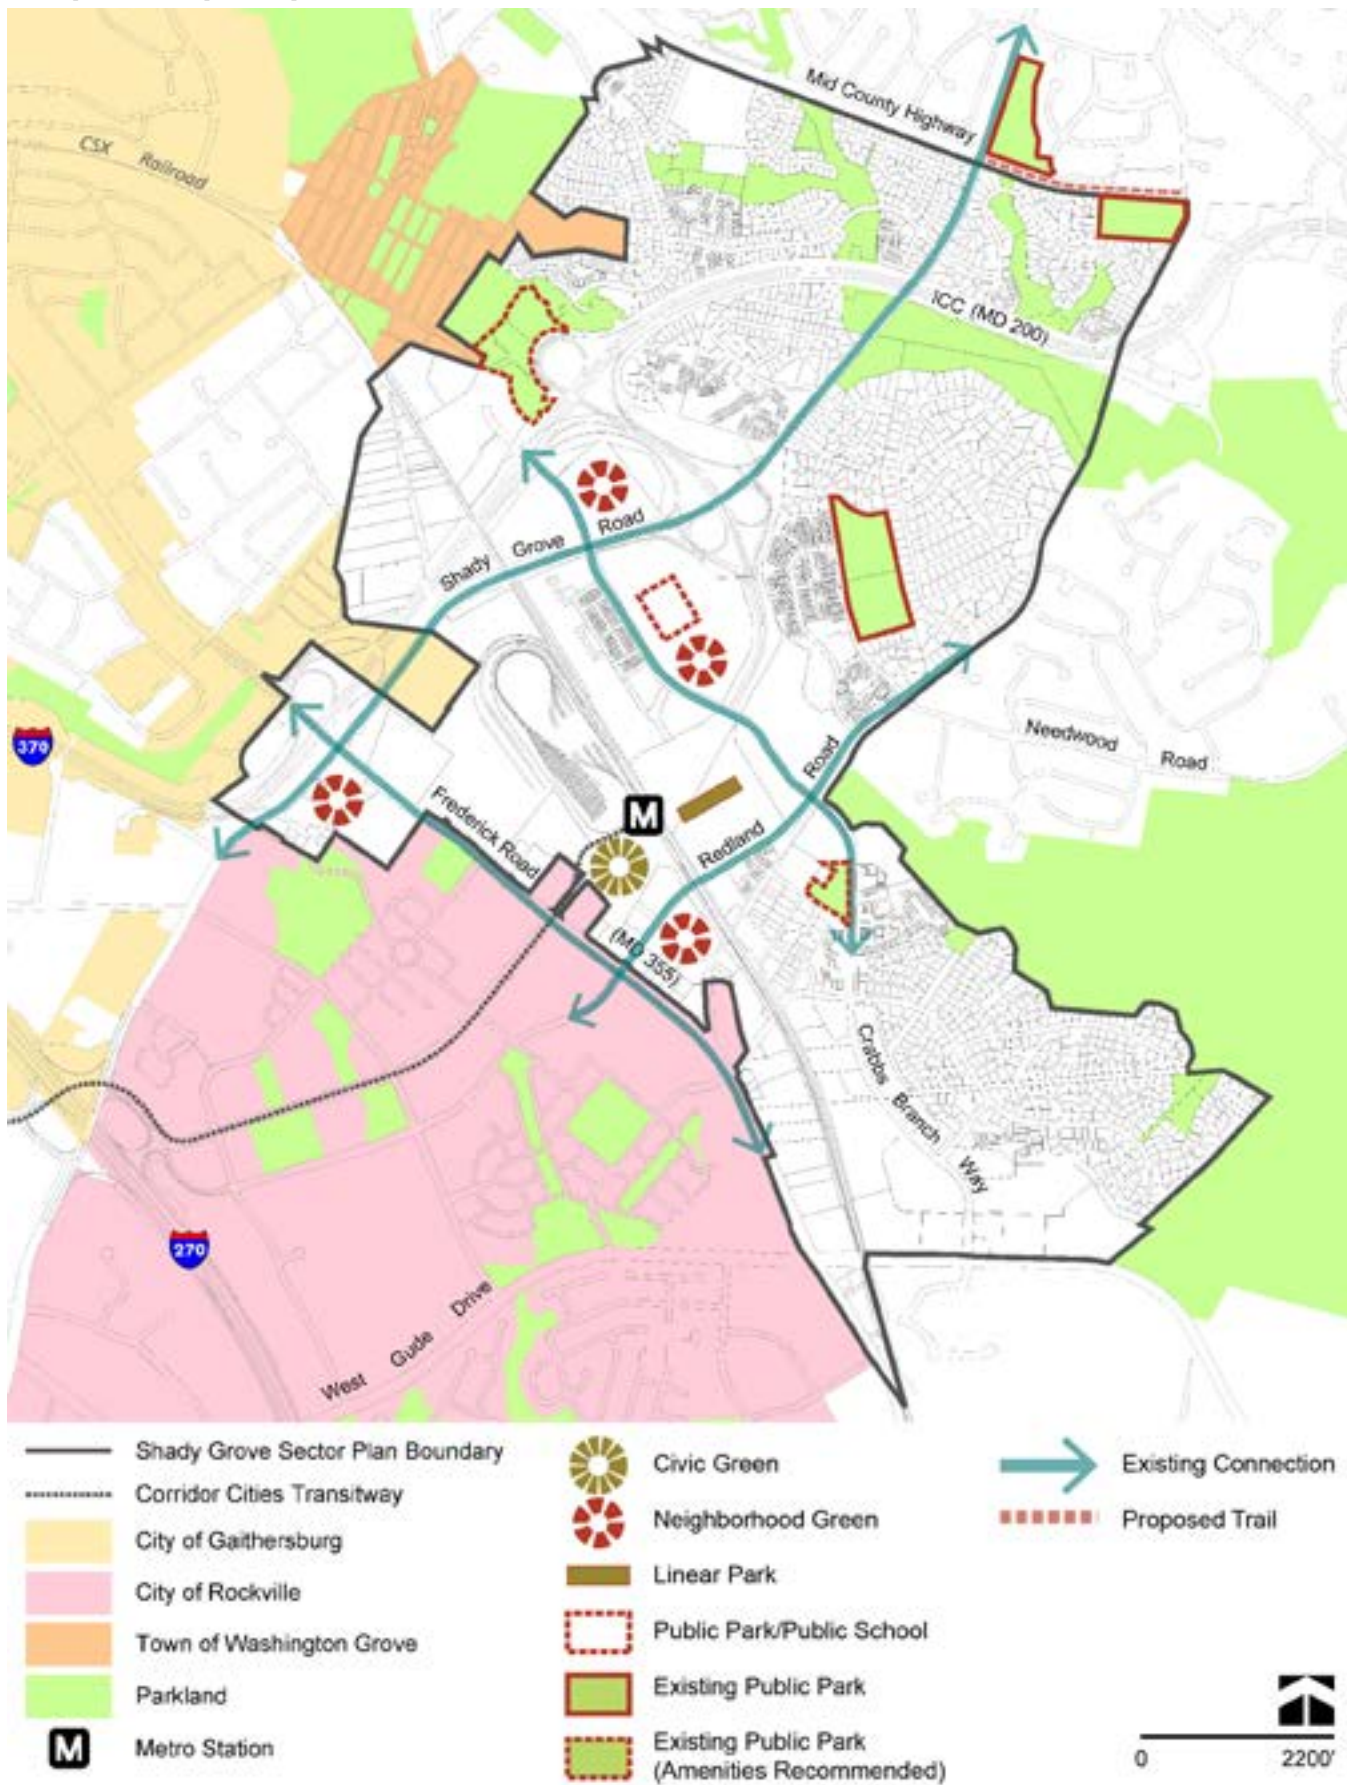 Mid County Highway
CSX Railroad
ICC (MD 200)
Shady Grove Road
370
Needwood Road
Road
Frederick Road
M
Redland
(MD 355)
Crabbs Branch Way
270
West Gude Drive
Shady Grove Sector Plan Boundary
Corridor Cities Transitway
City of Gaithersburg
City of Rockville
Town of Washington Grove
Parkland
M
Metro Station
Civic Green
Neighborhood Green
Linear Park
Public Park/Public School
Existing Public Park
Existing Public Park
(Amenities Recommended)
Existing Connection
Proposed Trail
0 2200'